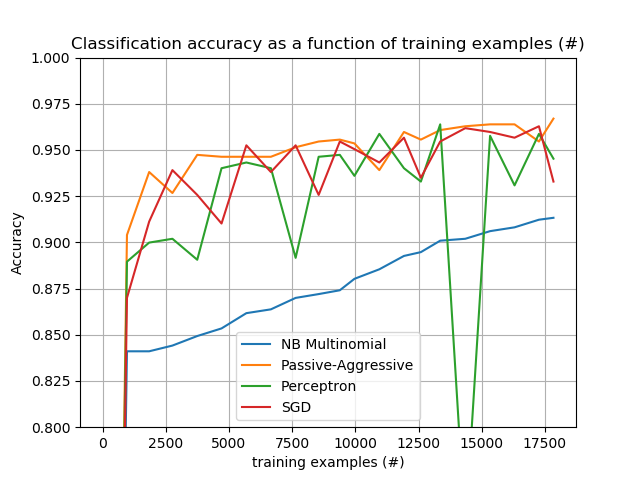 Classification accuracy as a function of training examples (#)
1.000
0.975
0.950
0.925
0.900
0.875
0.850
0.825
0.800
Accuracy
NB Multinomial
Passive-Aggressive
Perceptron
SGD
0 2500 5000 7500 10000 12500 15000 17500
training examples (#)